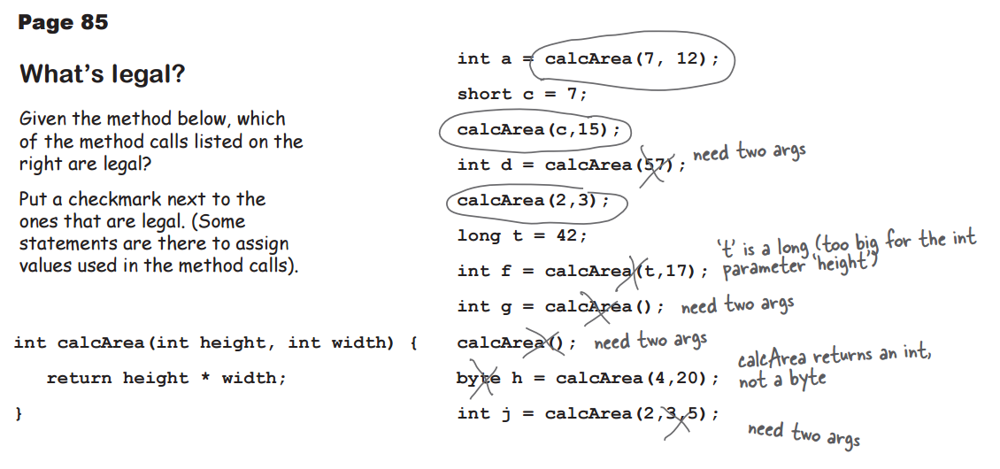 Page 85
What's legal?
Given the method below, which
of the method calls listed on the
right are legal?
Put a checkmark next to the
ones that are legal. (Some
statements are there to assign
values used in the method calls).
int calcArea(int height, int width) {
return height * width;
}
int a = calcArea(7, 12);
short c = 7;
calcArea(c,15);
int d = calcArea(57); need two args
calcArea(2,3);
long t = 42;
't' is a long (too big for the int
int f = calcArea(t,17); parameter 'height')
int g = calcArea(); need two args
calcArea(); need two args
calcArea returns an int,
byte h = calcArea(4,20); not a byte
int j = calcArea(2,3,5);
need two args